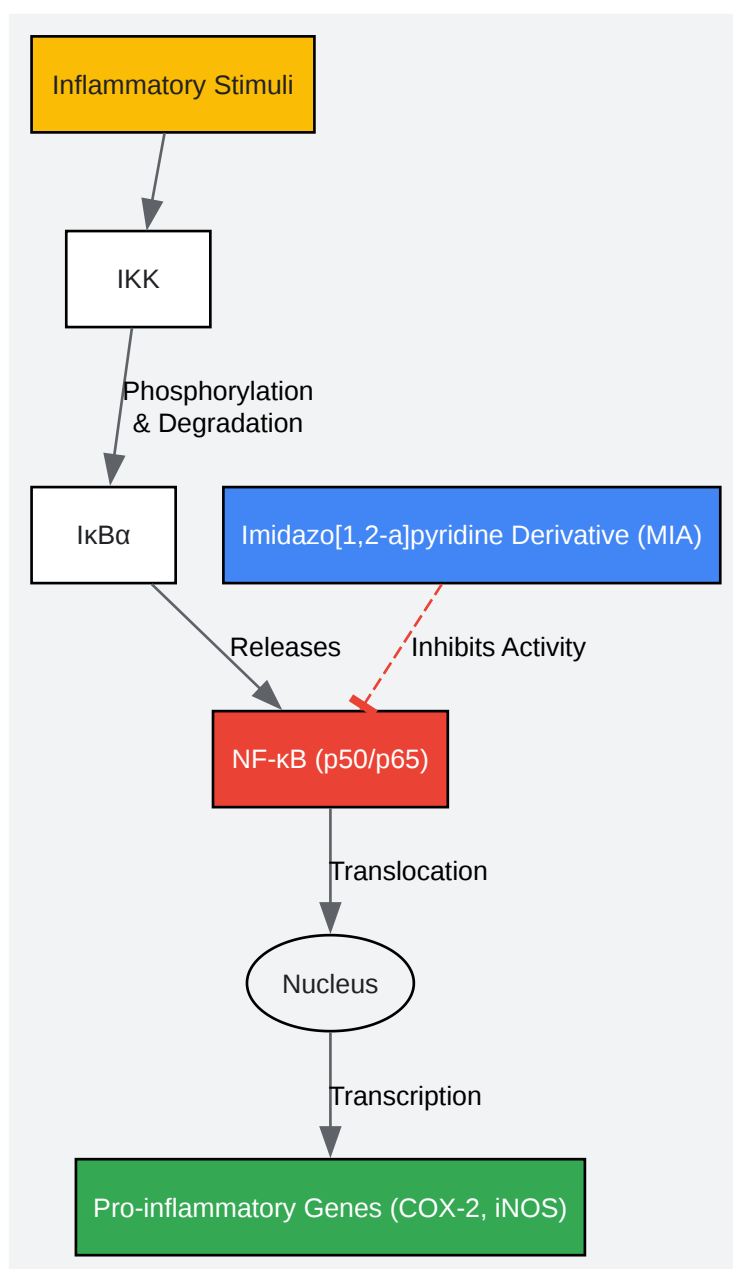 Inflammatory Stimuli
IKK
Phosphorylation
& Degradation
IκBα
Imidazo[1,2-a]pyridine Derivative (MIA)
Releases
Inhibits Activity
NF-κB (p50/p65)
Translocation
Nucleus
Transcription
Pro-inflammatory Genes (COX-2, iNOS)